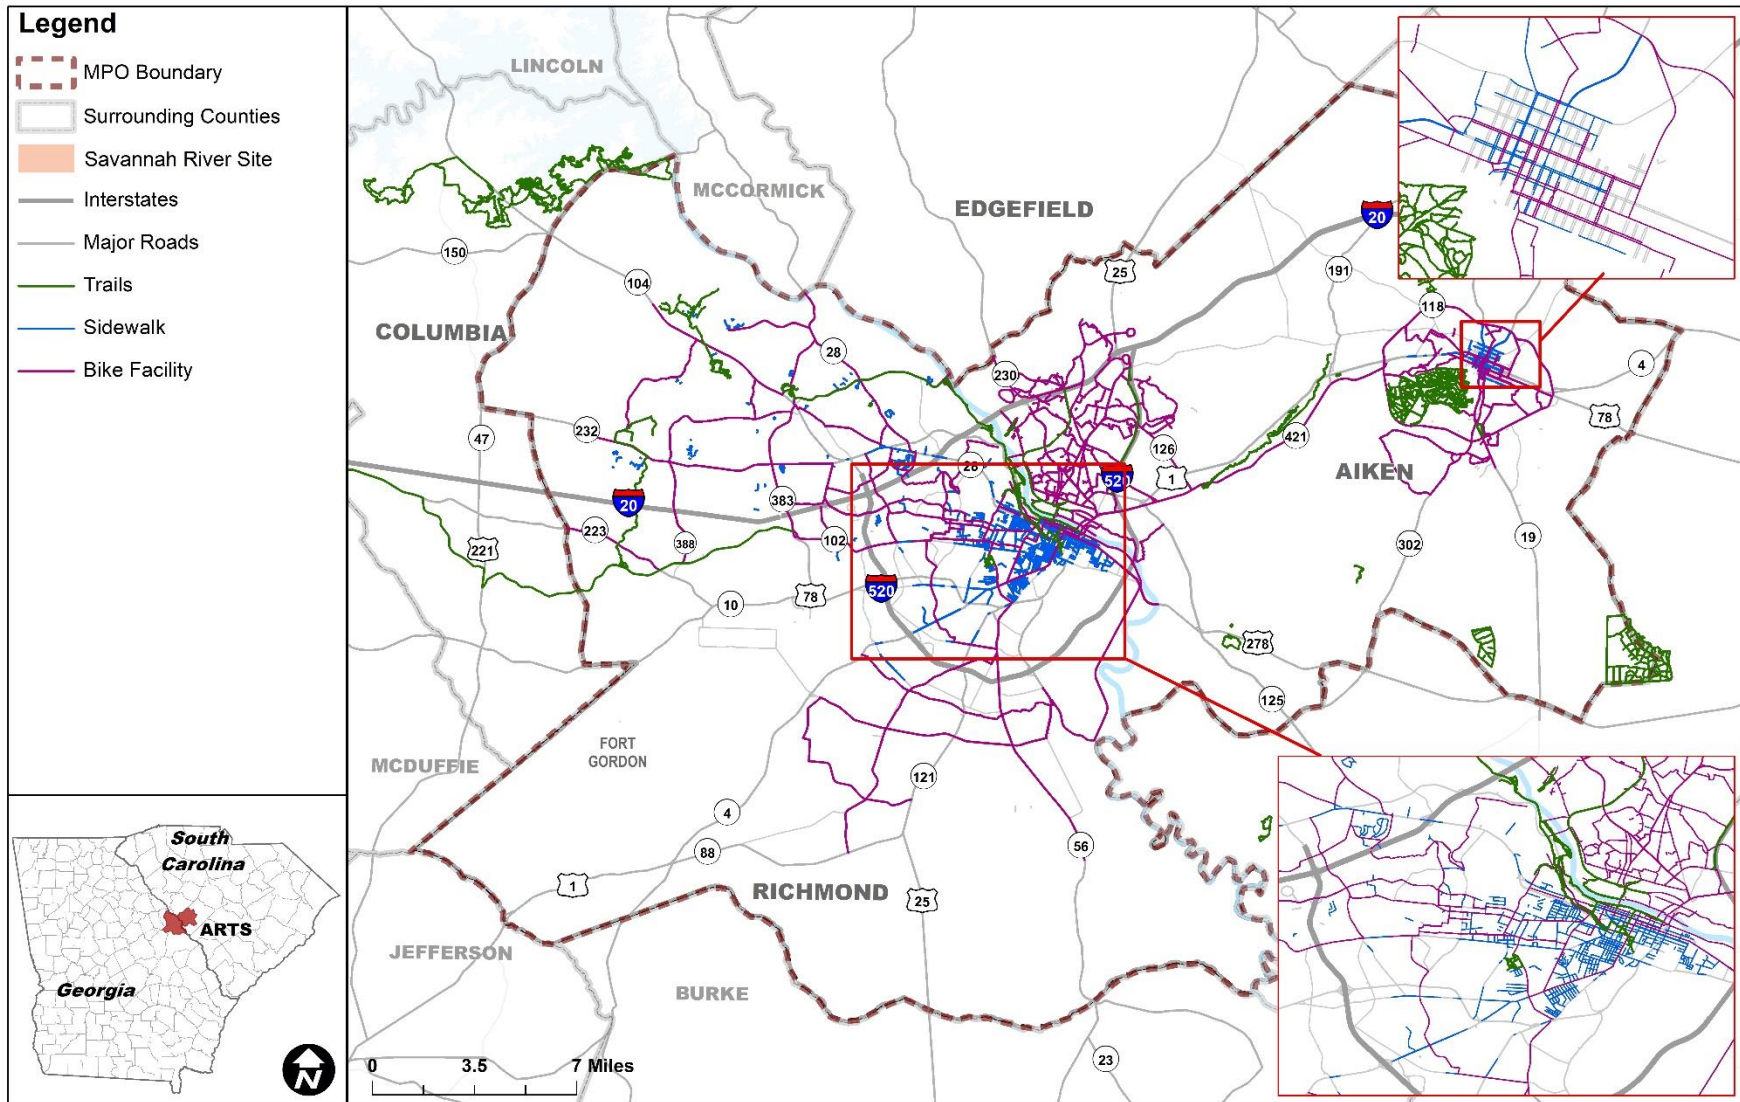 Legend
MPO Boundary
Surrounding Counties
Savannah River Site
Interstates
Major Roads
Trails
Sidewalk
Bike Facility
South
Carolina
ARTS
Georgia
N
LINCOLN
MCCORMICK
EDGEFIELD
20
25
191
150
104
118
COLUMBIA
28
230
4
78
232
47
126
421
28
AIKEN
520
1
20
383
223
102
221
388
302
19
520
78
10
278
125
FORT
GORDON
MCDUFFIE
121
4
56
88
1
RICHMOND
25
JEFFERSON
BURKE
23
0 3.5 7 Miles